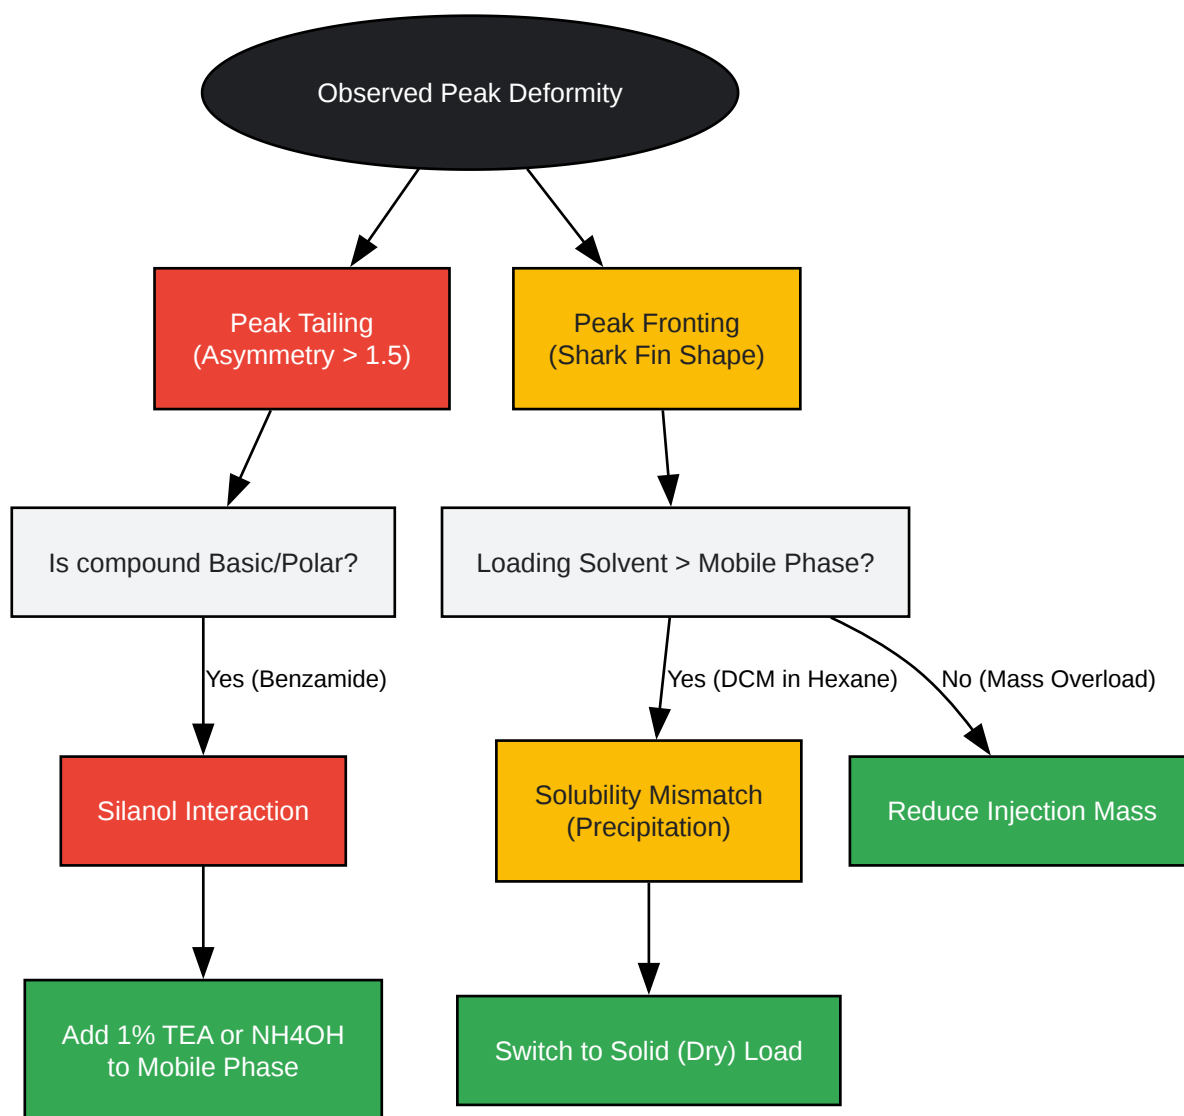 Observed Peak Deformity
Peak Tailing
(Asymmetry > 1.5)
Peak Fronting
(Shark Fin Shape)
Is compound Basic/Polar?
Loading Solvent > Mobile Phase?
Yes (Benzamide)
Yes (DCM in Hexane)
No (Mass Overload)
Silanol Interaction
Solubility Mismatch
(Precipitation)
Reduce Injection Mass
Add 1% TEA or NH4OH
to Mobile Phase
Switch to Solid (Dry) Load